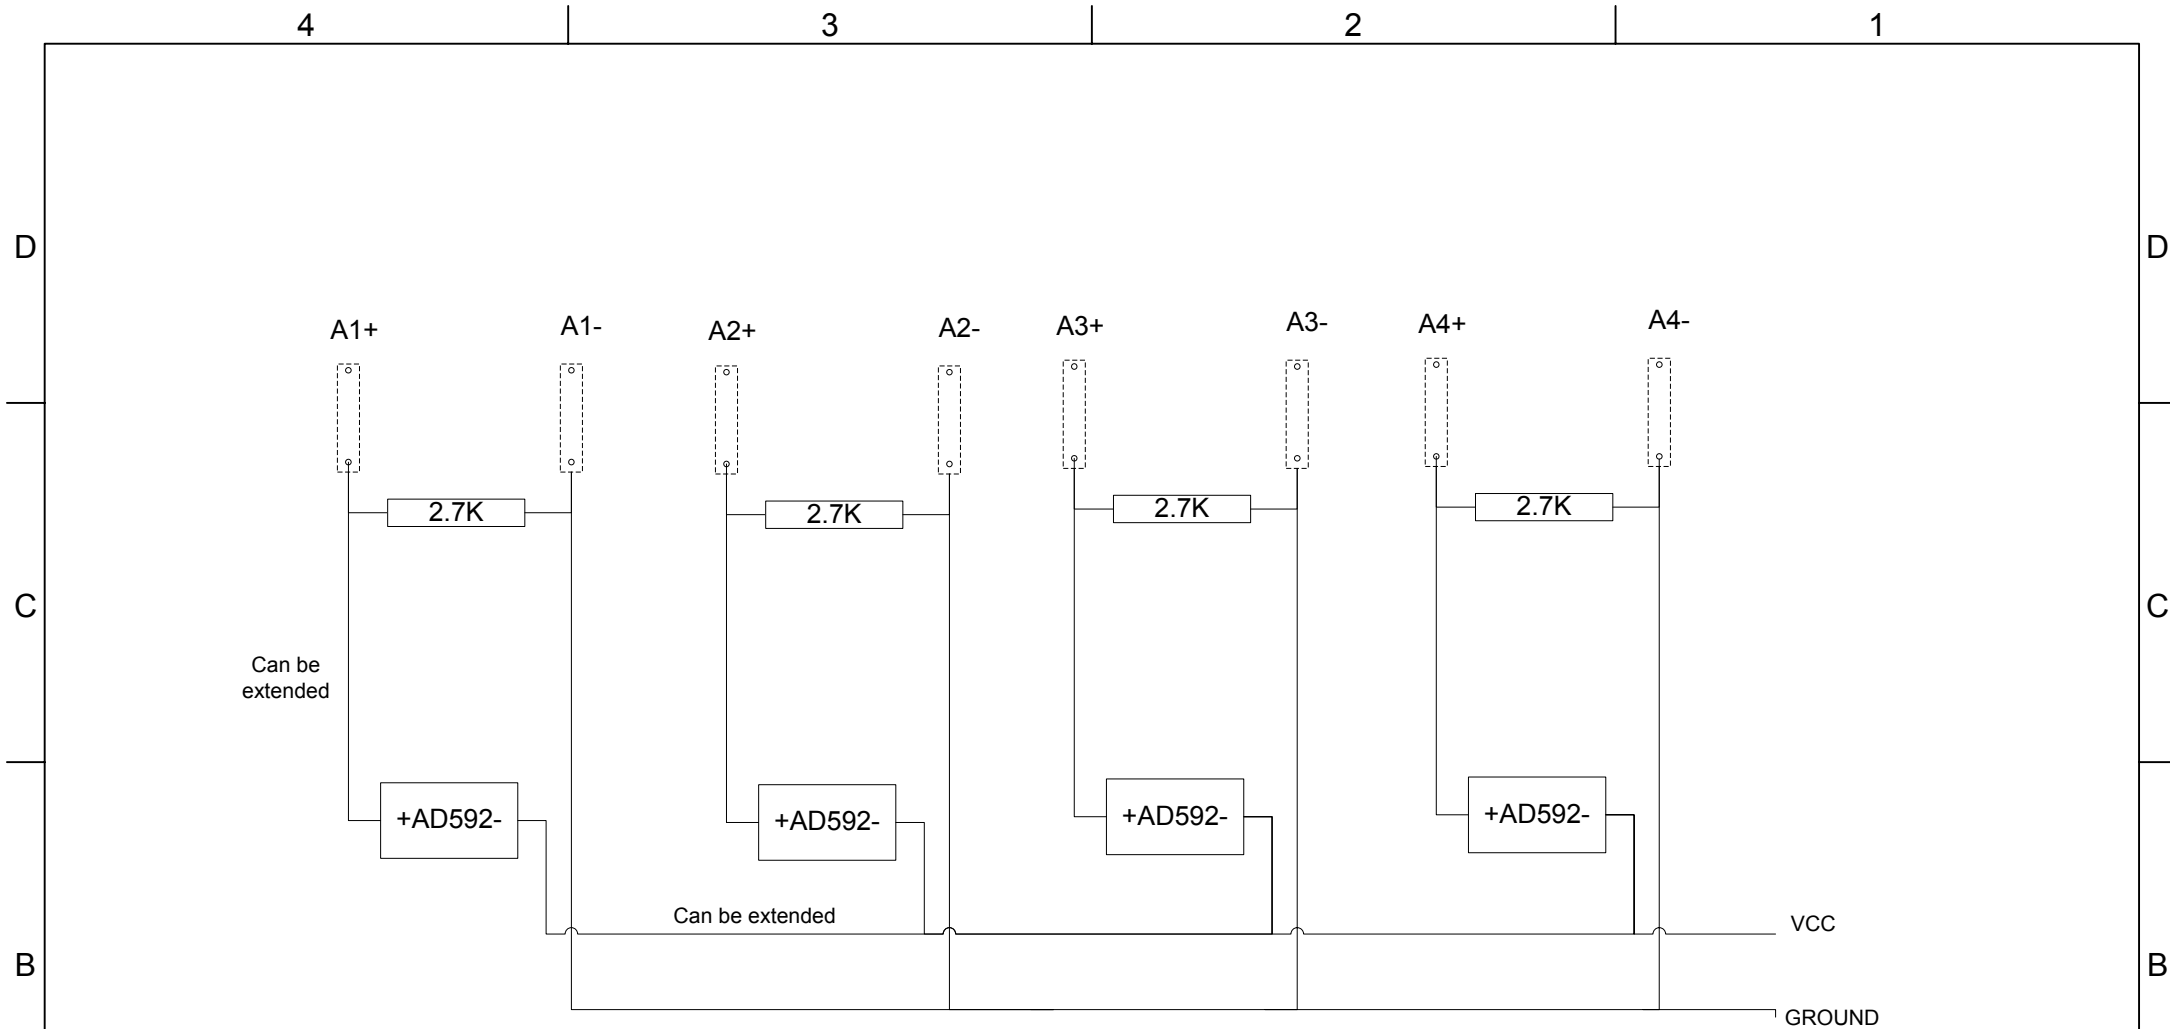 4 3 2 1
D D
A1+ A1- A2+ A2- A3+ A3- A4+ A4-
2.7K 2.7K 2.7K 2.7K
C C
Can be
extended
+AD592- +AD592- +AD592- +AD592-
Can be extended
VCC
B B
GROUND